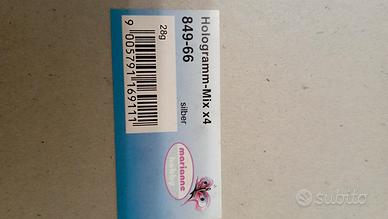 Hologramm-Mix x4
849-66
silber
28g
9 005791 169111
marianne
subito